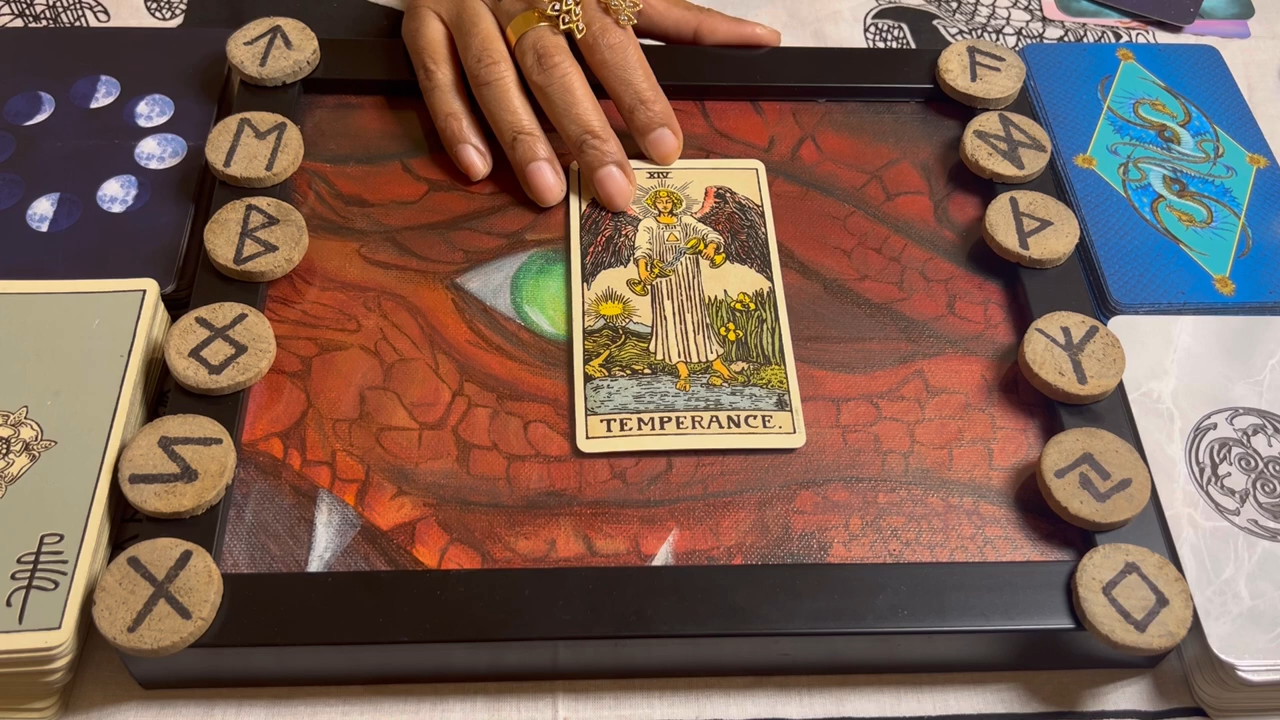 ᛏ
ᛖ
ᛒ
ᛟ
ᛊ
ᚷ
XIV
TEMPERANCE.
ᚨ
ᛞ
ᚦ
ᛉ
ᛃ
ᛜ